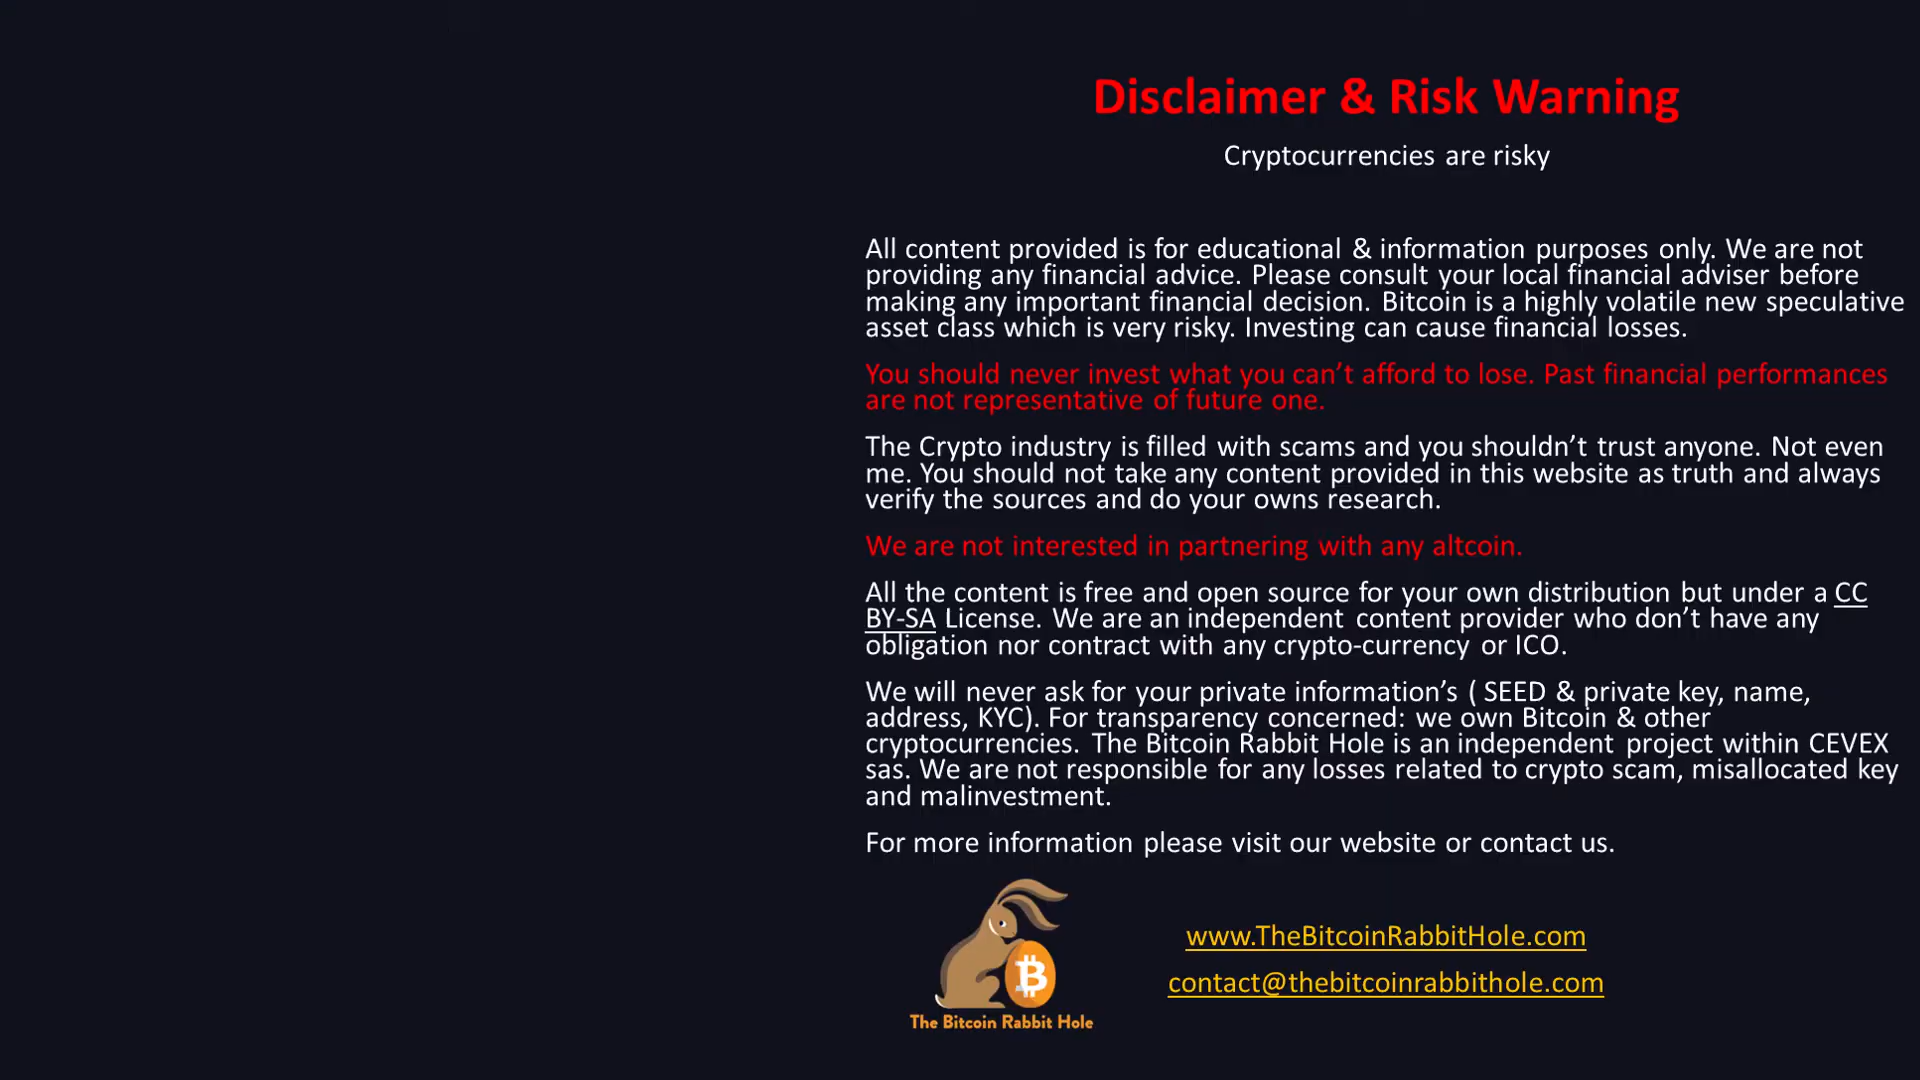 Disclaimer & Risk Warning
Cryptocurrencies are risky
All content provided is for educational & information purposes only. We are not
providing any financial advice. Please consult your local financial adviser before
making any important financial decision. Bitcoin is a highly volatile new speculative
asset class which is very risky. Investing can cause financial losses.
You should never invest what you can’t afford to lose. Past financial performances
are not representative of future one.
The Crypto industry is filled with scams and you shouldn’t trust anyone. Not even
me. You should not take any content provided in this website as truth and always
verify the sources and do your owns research.
We are not interested in partnering with any altcoin.
All the content is free and open source for your own distribution but under a CC
BY-SA License. We are an independent content provider who don’t have any
obligation nor contract with any crypto-currency or ICO.
We will never ask for your private information’s ( SEED & private key, name,
address, KYC). For transparency concerned: we own Bitcoin & other
cryptocurrencies. The Bitcoin Rabbit Hole is an independent project within CEVEX
sas. We are not responsible for any losses related to crypto scam, misallocated key
and malinvestment.
For more information please visit our website or contact us.
www.TheBitcoinRabbitHole.com
contact@thebitcoinrabbithole.com
The Bitcoin Rabbit Hole